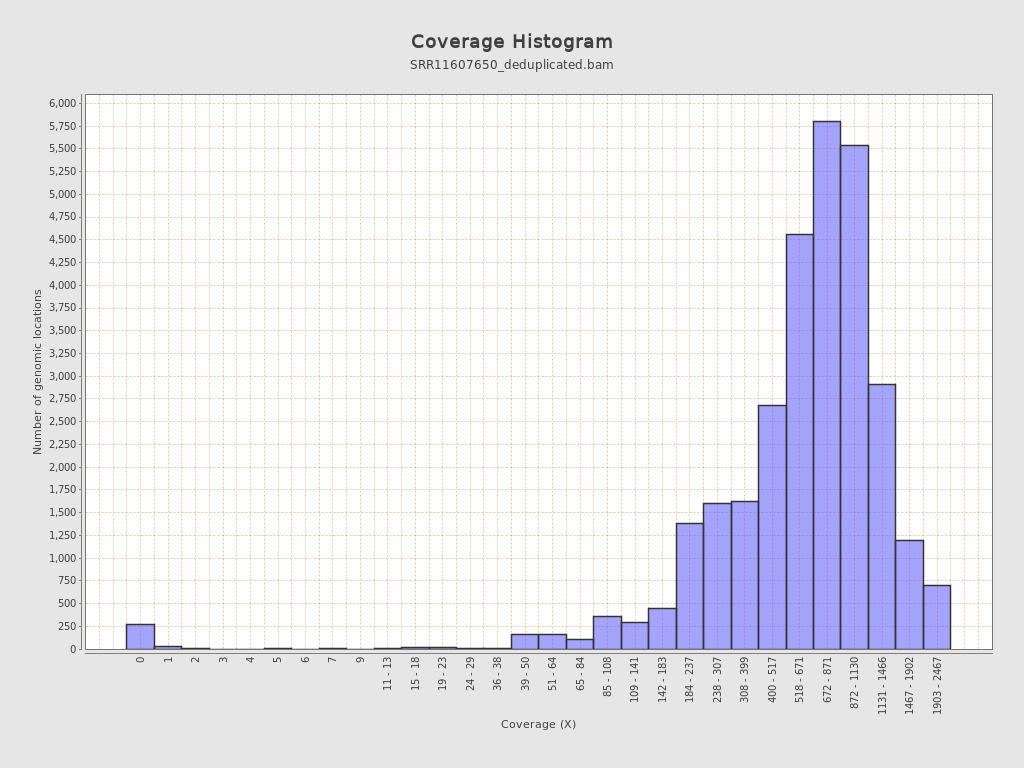 Coverage Histogram
SRR11607650_deduplicated.bam
Number of genomic locations
6,000
5,750
5,500
5,250
5,000
4,750
4,500
4,250
4,000
3,750
3,500
3,250
3,000
2,750
2,500
2,250
2,000
1,750
1,500
1,250
1,000
750
500
250
0
0
1
2
3
4
5
6
7
9
11 - 13
15 - 18
19 - 23
24 - 29
36 - 38
39 - 50
51 - 64
65 - 84
85 - 108
109 - 141
142 - 183
184 - 237
238 - 307
308 - 399
400 - 517
518 - 671
672 - 871
872 - 1130
1131 - 1466
1467 - 1902
1903 - 2467
Coverage (X)